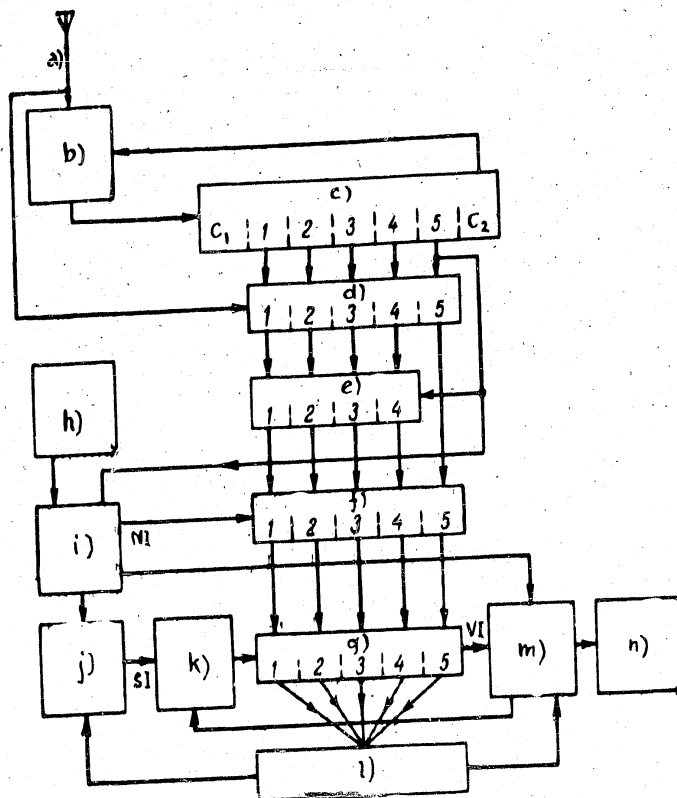 a)
b)
c)
C1 1 2 3 4 5 C2
d)
1 2 3 4 5
e)
1 2 3 4
h)
f)
1 2 3 4 5
i)
NI
g)
VI
m)
n)
j)
SI
k)
1 2 3 4 5
l)